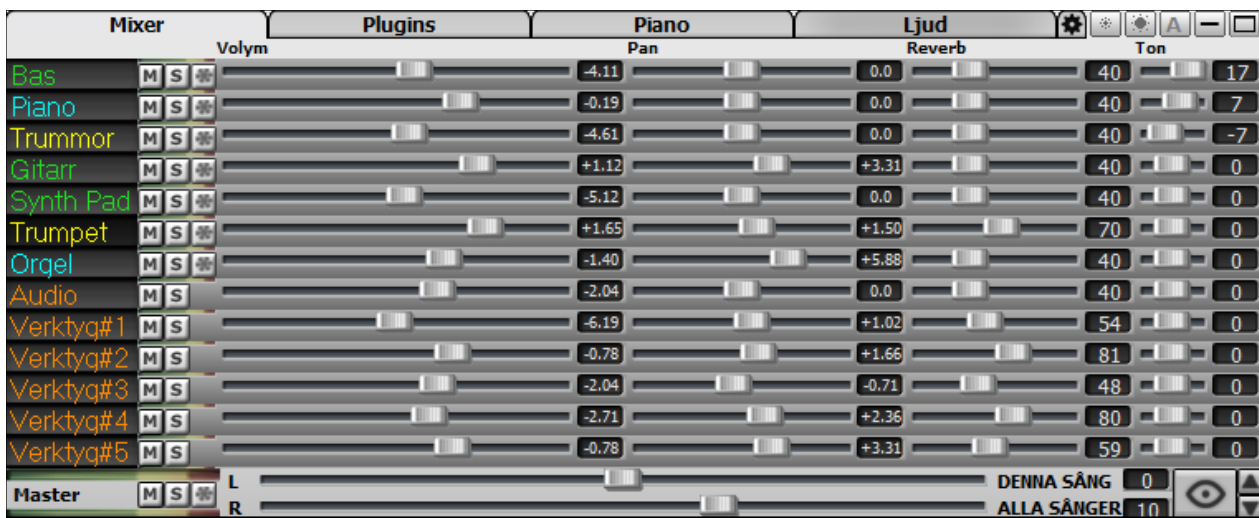 Mixer Plugins Piano Ljud A
Volym Pan Reverb Ton
Bas M S -4.11 0.0 40 17
Piano M S -0.19 0.0 40 7
Trummor M S -4.61 0.0 40 -7
Gitarr M S +1.12 +3.31 40 0
Synth Pad M S -5.12 0.0 40 0
Trumpet M S +1.65 +1.50 70 0
Orgel M S -1.40 +5.88 40 0
Audio M S -2.04 0.0 40 0
Verktyg#1 M S -6.19 +1.02 54 0
Verktyg#2 M S -0.78 +1.66 81 0
Verktyg#3 M S -2.04 -0.71 48 0
Verktyg#4 M S -2.71 +2.36 80 0
Verktyg#5 M S -0.78 +3.31 59 0
Master M S L DENNA SÅNG 0
R ALLA SÅNGER 10